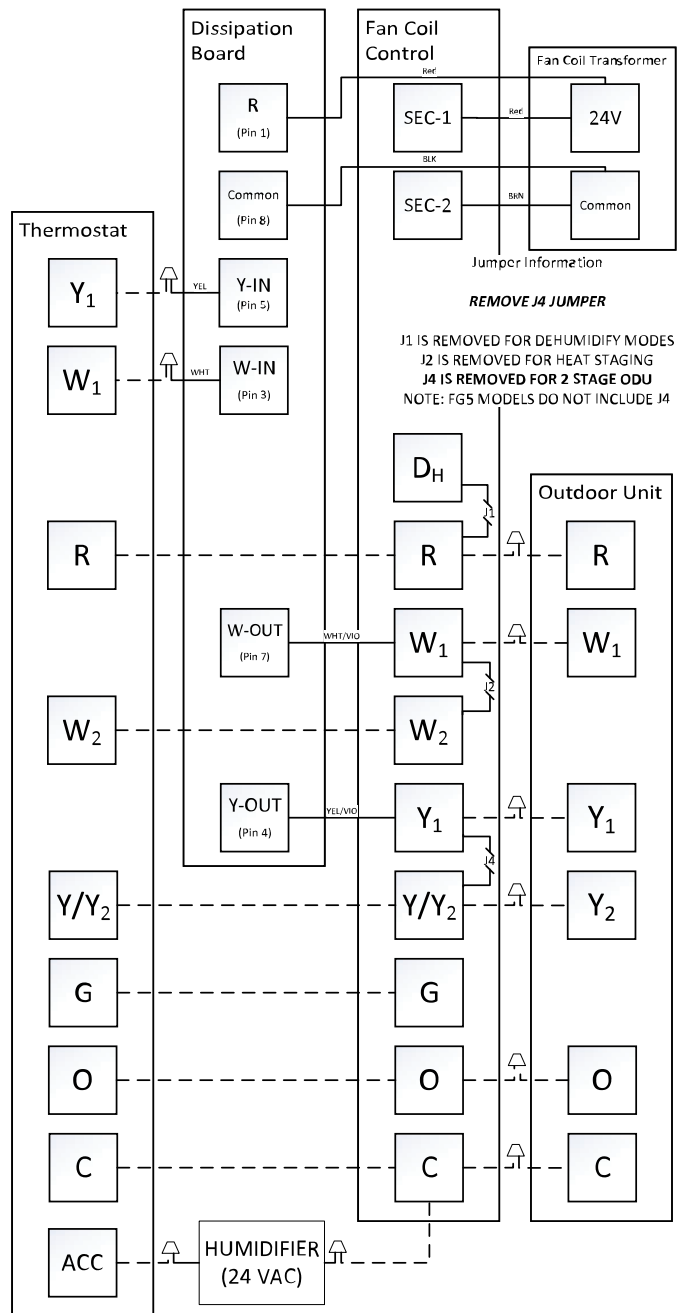 Dissipation
Board
Fan Coil
Control
Fan Coil Transformer
Red
R
(Pin 1)
SEC-1
Red
24V
BLK
Common
(Pin 8)
SEC-2
BRN
Common
Thermostat
Jumper Information
Y₁
YEL
Y-IN
(Pin 5)
REMOVE J4 JUMPER
J1 IS REMOVED FOR DEHUMIDIFY MODES
J2 IS REMOVED FOR HEAT STAGING
J4 IS REMOVED FOR 2 STAGE ODU
NOTE: FG5 MODELS DO NOT INCLUDE J4
W₁
WHT
W-IN
(Pin 3)
D_H
Outdoor Unit
J1
R
R
R
W-OUT
(Pin 7)
WHT/VIO
W₁
W₁
J2
W₂
W₂
Y-OUT
(Pin 4)
YEL/VIO
Y₁
Y₁
J4
Y/Y₂
Y/Y₂
Y₂
G
G
O
O
O
C
C
C
ACC
HUMIDIFIER
(24 VAC)